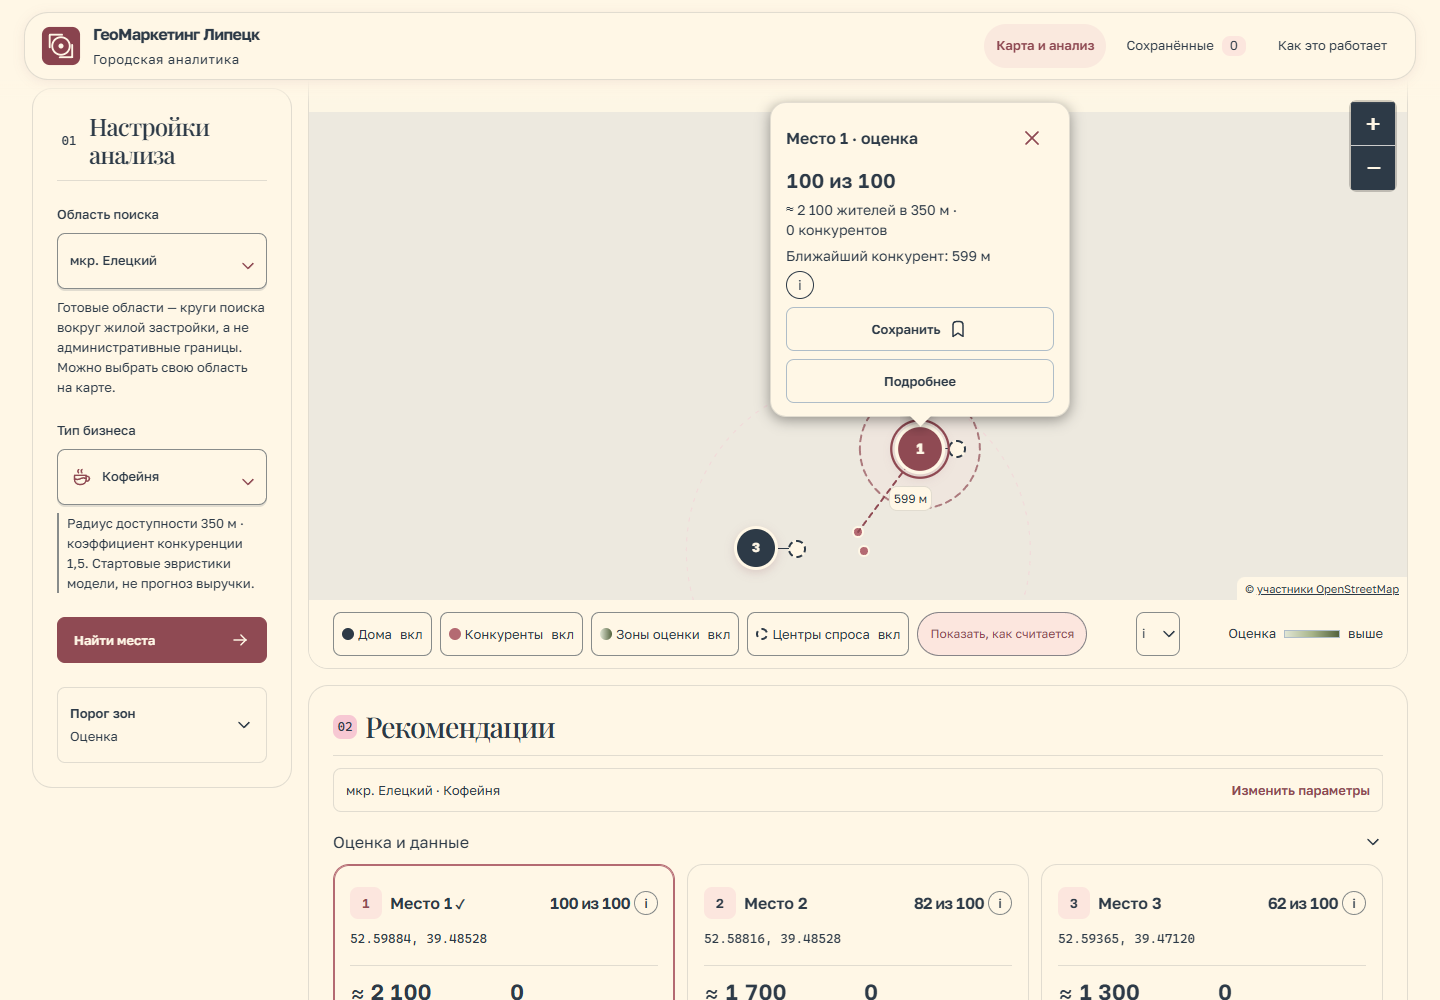 ГеоМаркетинг Липецк
Городская аналитика
Карта и анализ
Сохранённые 0
Как это работает
01 Настройки
анализа
Область поиска
мкр. Елецкий
Готовые области — круги поиска
вокруг жилой застройки, а не
административные границы.
Можно выбрать свою область
на карте.
Тип бизнеса
Кофейня
Радиус доступности 350 м ·
коэффициент конкуренции
1,5. Стартовые эвристики
модели, не прогноз выручки.
Найти места
Порог зон
Оценка
Место 1 · оценка
100 из 100
≈ 2 100 жителей в 350 м ·
0 конкурентов
Ближайший конкурент: 599 м
i
Сохранить
Подробнее
+
−
1
599 м
3
© участники OpenStreetMap
Дома вкл
Конкуренты вкл
Зоны оценки вкл
Центры спроса вкл
Показать, как считается
i
Оценка выше
02 Рекомендации
мкр. Елецкий · Кофейня
Изменить параметры
Оценка и данные
1 Место 1 ✓ 100 из 100 i
52.59884, 39.48528
≈ 2 100 0
2 Место 2 82 из 100 i
52.58816, 39.48528
≈ 1 700 0
3 Место 3 62 из 100 i
52.59365, 39.47120
≈ 1 300 0